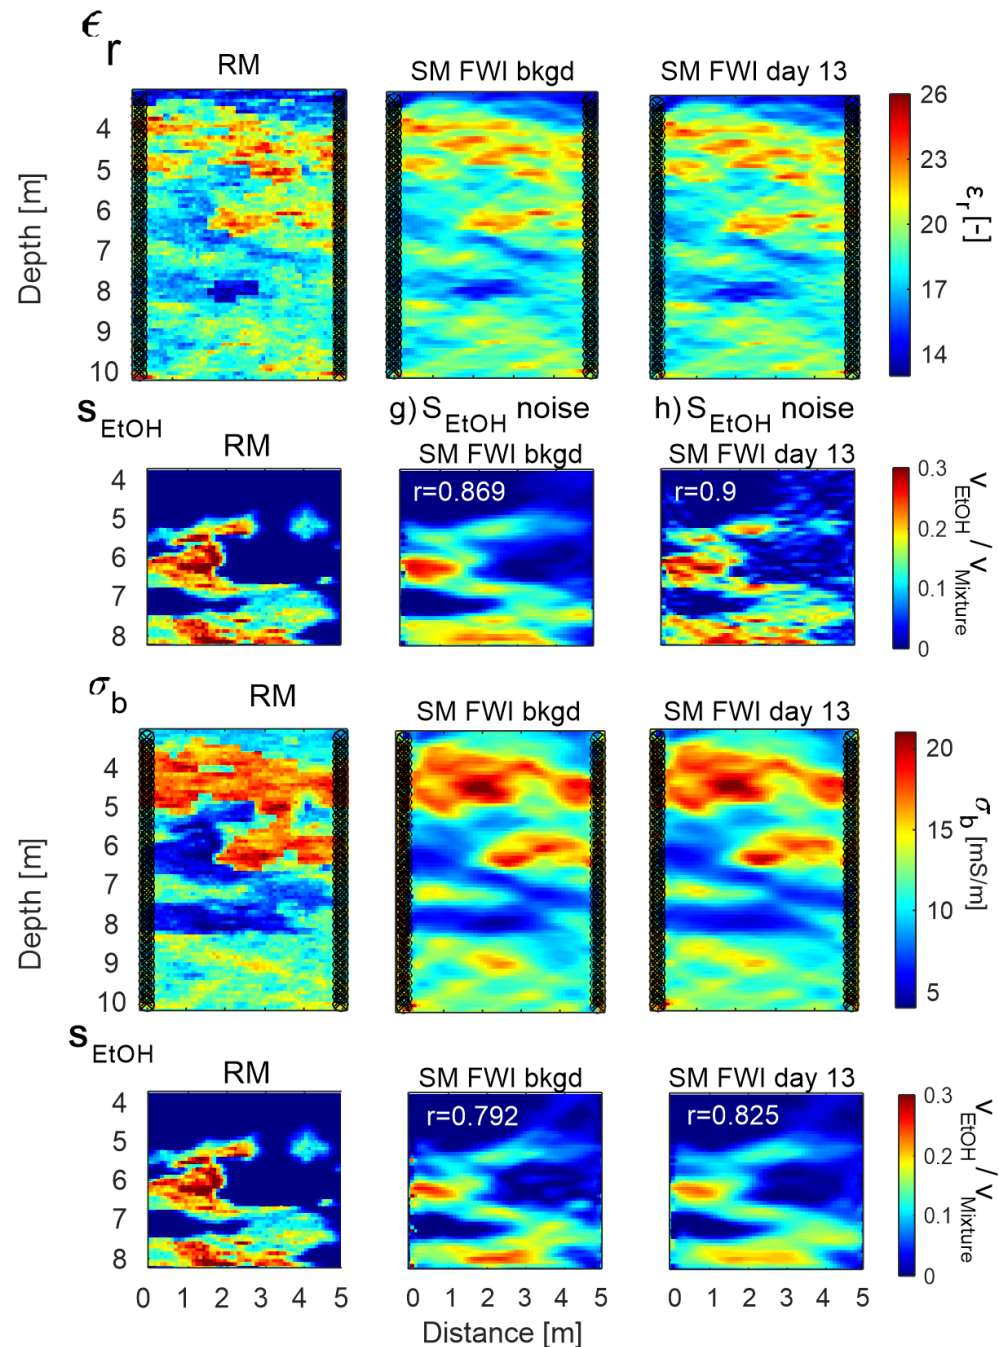 ϵr
RM
SM FWI bkgd
SM FWI day 13
Depth [m]
4
5
6
7
8
9
10
26
23
20
17
14
εr [-]
SEtOH
RM
g) SEtOH noise
SM FWI bkgd
h) SEtOH noise
SM FWI day 13
r=0.869
r=0.9
4
5
6
7
8
0.3
0.2
0.1
0
VEtOH / VMixture
σb
RM
SM FWI bkgd
SM FWI day 13
Depth [m]
4
5
6
7
8
9
10
20
15
10
5
σb [mS/m]
SEtOH
RM
SM FWI bkgd
SM FWI day 13
r=0.792
r=0.825
4
5
6
7
8
0.3
0.2
0.1
0
VEtOH / VMixture
0 1 2 3 4 5
0 1 2 3 4 5
0 1 2 3 4 5
Distance [m]